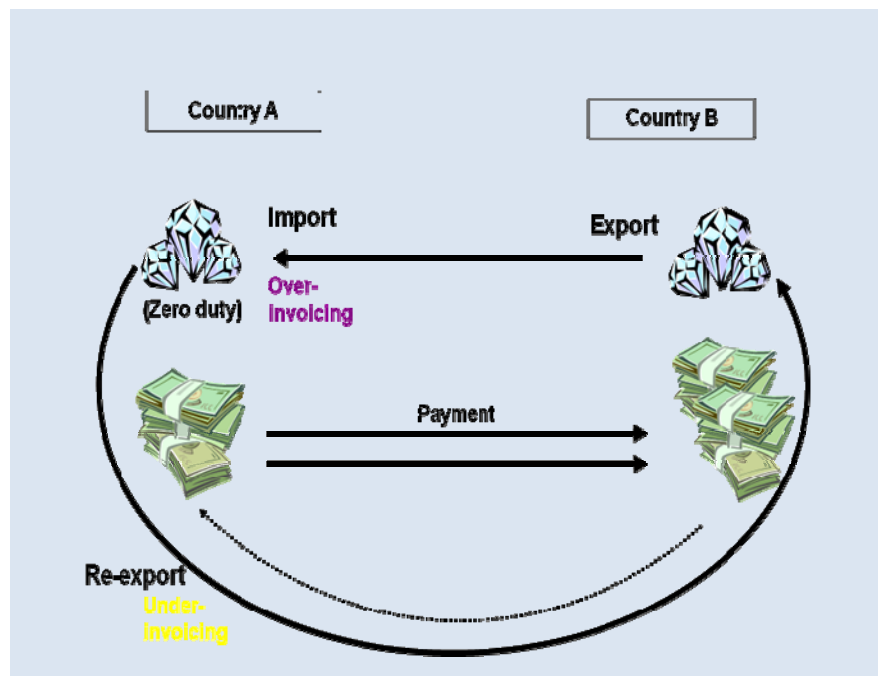 Country A
Country B
Import
Export
Over-
invoicing
(Zero duty)
Payment
Re-export
Under-
invoicing